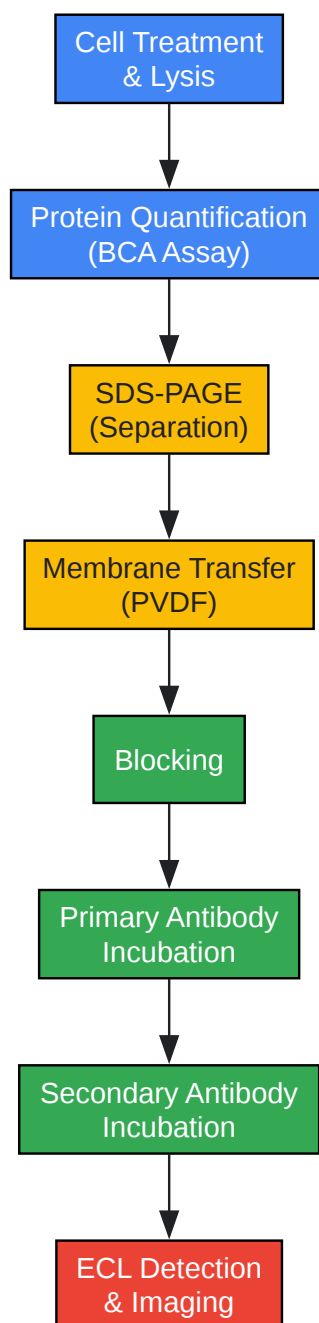 Cell Treatment
& Lysis
Protein Quantification
(BCA Assay)
SDS-PAGE
(Separation)
Membrane Transfer
(PVDF)
Blocking
Primary Antibody
Incubation
Secondary Antibody
Incubation
ECL Detection
& Imaging